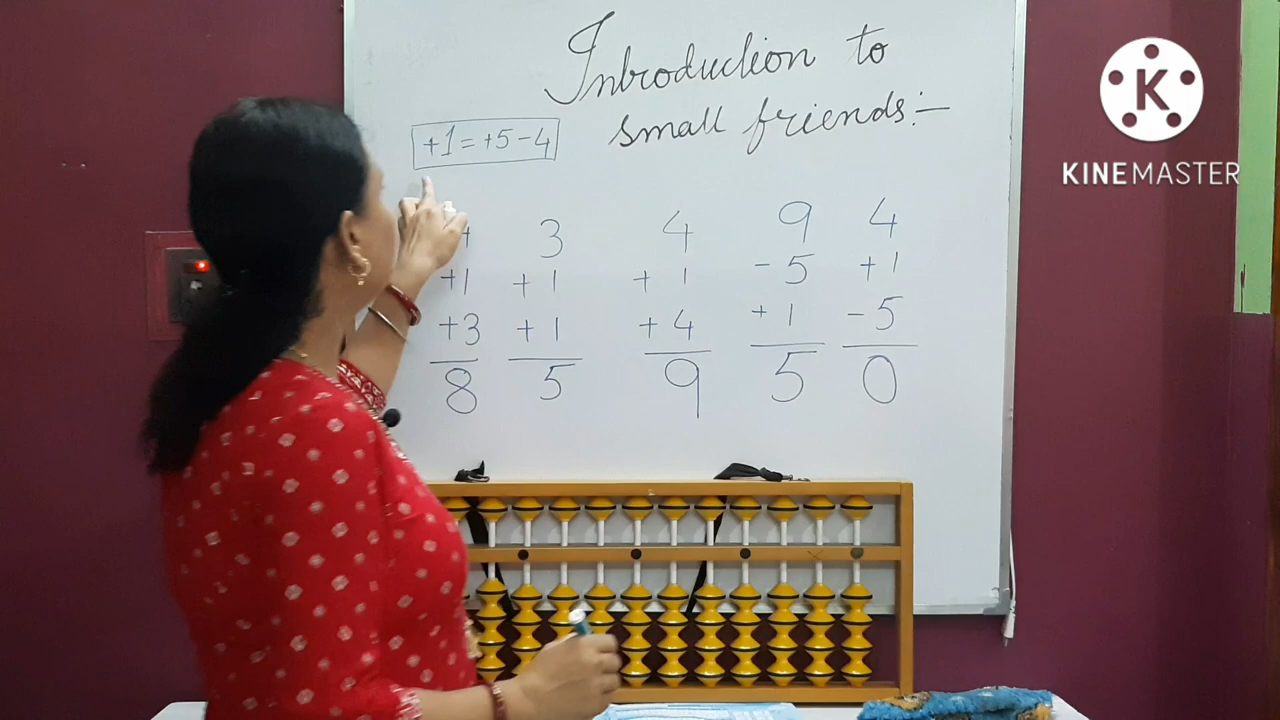 Introduction to
small friends:-
+1=+5-4
4 3 4 9 4
+1 +1 +1 -5 +1
+3 +1 +4 +1 -5
8 5 9 5 0
K
KINEMASTER